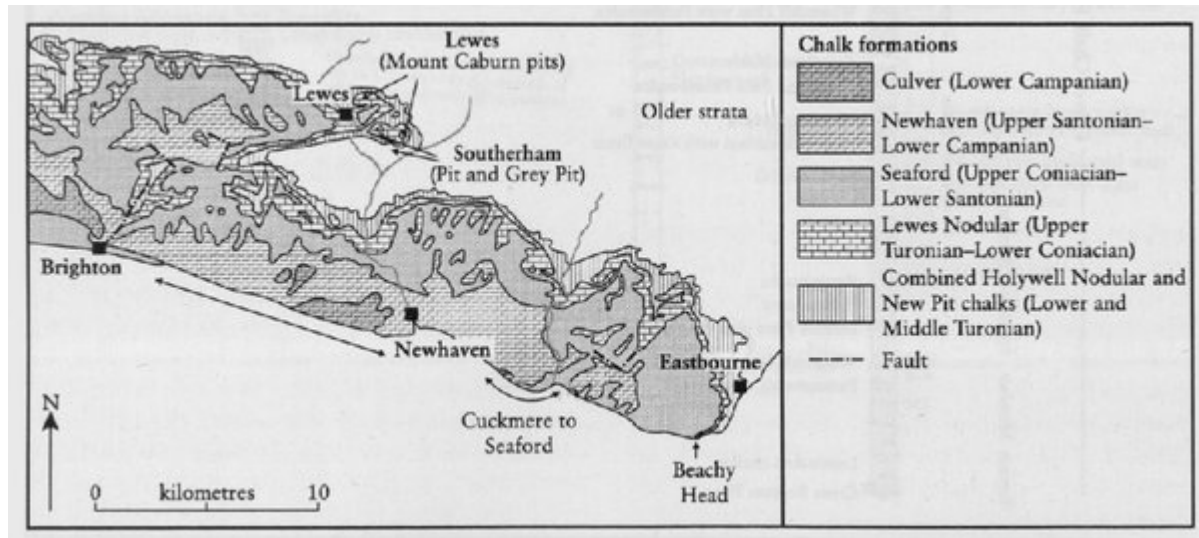 Lewes
(Mount Caburn pits)
Lewes
Older strata
Southerham
(Pit and Grey Pit)
Brighton
Newhaven
Eastbourne
Cuckmere to
Seaford
Beachy
Head
N
0 kilometres 10
Chalk formations
Culver (Lower Campanian)
Newhaven (Upper Santonian–
Lower Campanian)
Seaford (Upper Coniacian–
Lower Santonian)
Lewes Nodular (Upper
Turonian–Lower Coniacian)
Combined Holywell Nodular and
New Pit chalks (Lower and
Middle Turonian)
Fault